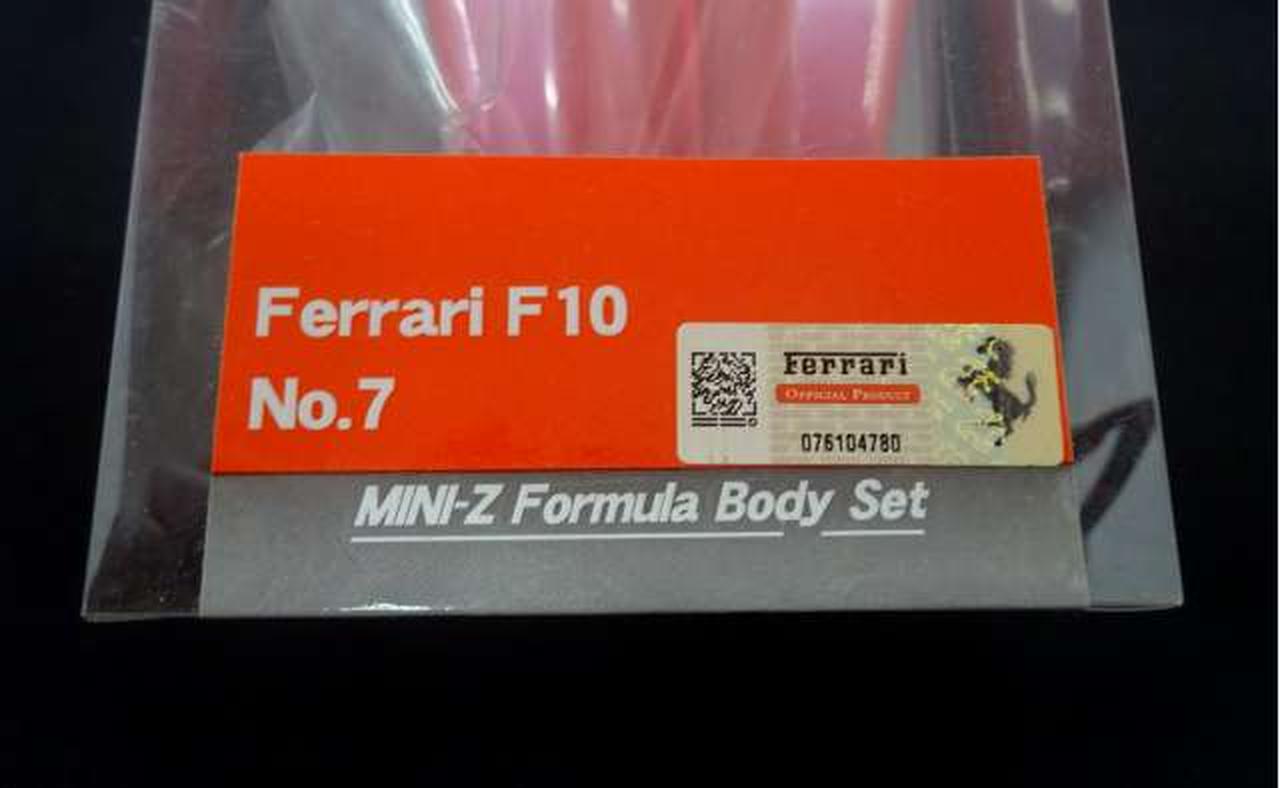 Ferrari F10
No.7
Ferrari
OFFICIAL PRODUCT
076104780
MINI-Z Formula Body Set